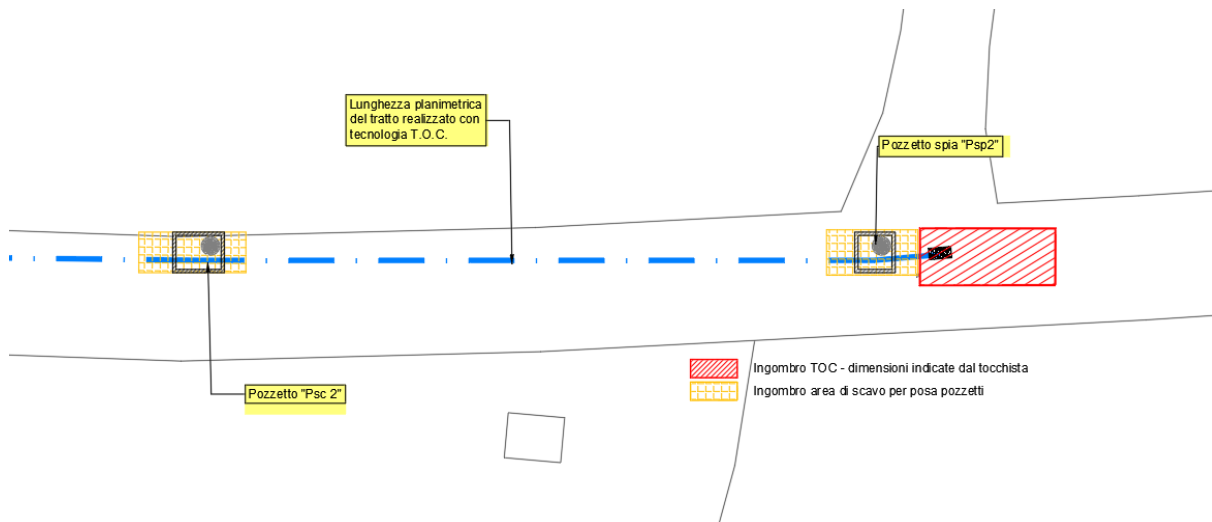 Lunghezza planimetrica
del tratto realizzato con
tecnologia T.O.C.
Pozzetto spia "Psp2"
Ingombro TOC - dimensioni indicate dal tocchista
Ingombro area di scavo per posa pozzetti
Pozzetto "Psc 2"